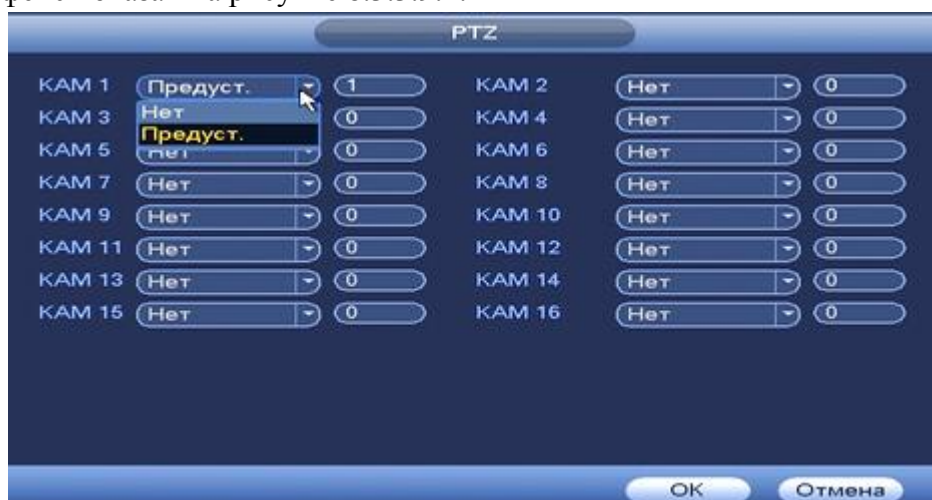 PTZ
КАМ 1 Предуст. 1 КАМ 2 Нет 0
КАМ 3 Нет 0 КАМ 4 Нет 0
Предуст.
КАМ 5 Нет 0 КАМ 6 Нет 0
КАМ 7 Нет 0 КАМ 8 Нет 0
КАМ 9 Нет 0 КАМ 10 Нет 0
КАМ 11 Нет 0 КАМ 12 Нет 0
КАМ 13 Нет 0 КАМ 14 Нет 0
КАМ 15 Нет 0 КАМ 16 Нет 0
ОК Отмена